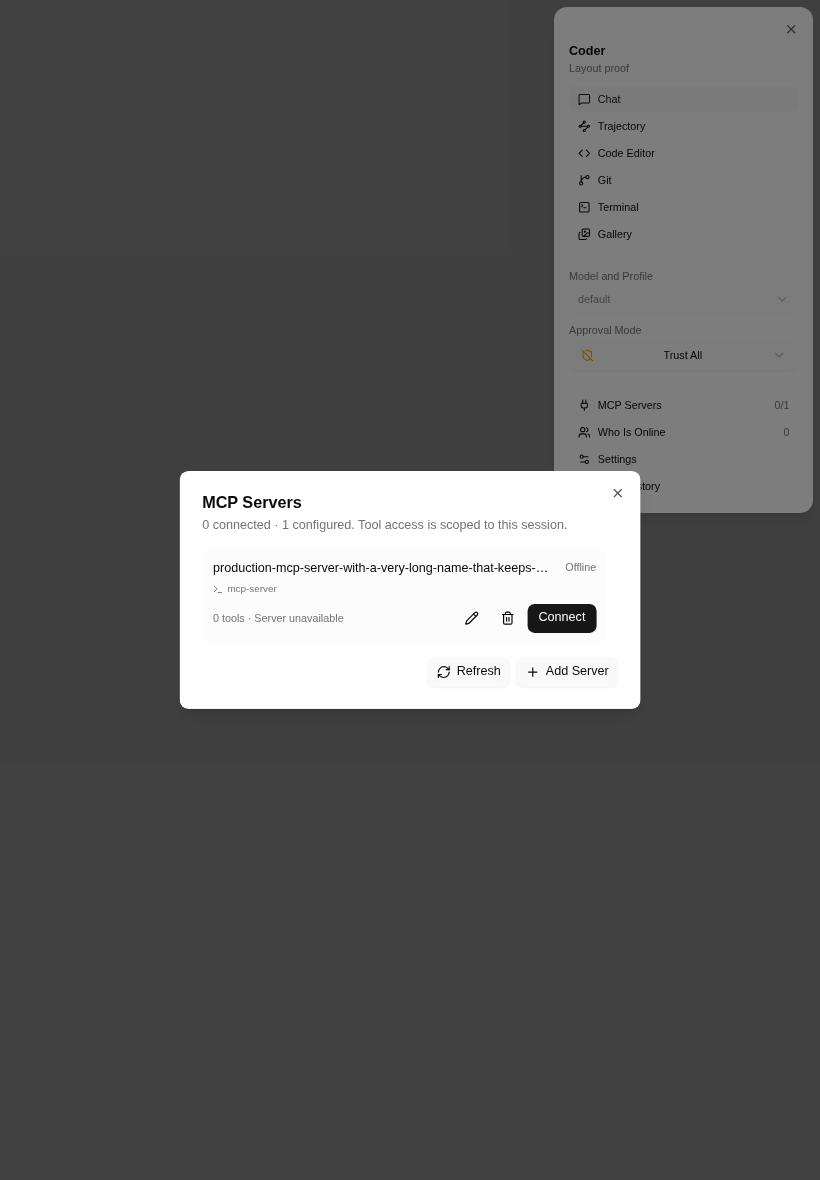 Coder
Layout proof
Chat
Trajectory
Code Editor
Git
Terminal
Gallery
Model and Profile
default
Approval Mode
Trust All
MCP Servers 0/1
Who Is Online 0
Settings
story
MCP Servers
0 connected · 1 configured. Tool access is scoped to this session.
production-mcp-server-with-a-very-long-name-that-keeps-... Offline
mcp-server
0 tools · Server unavailable Connect
Refresh Add Server